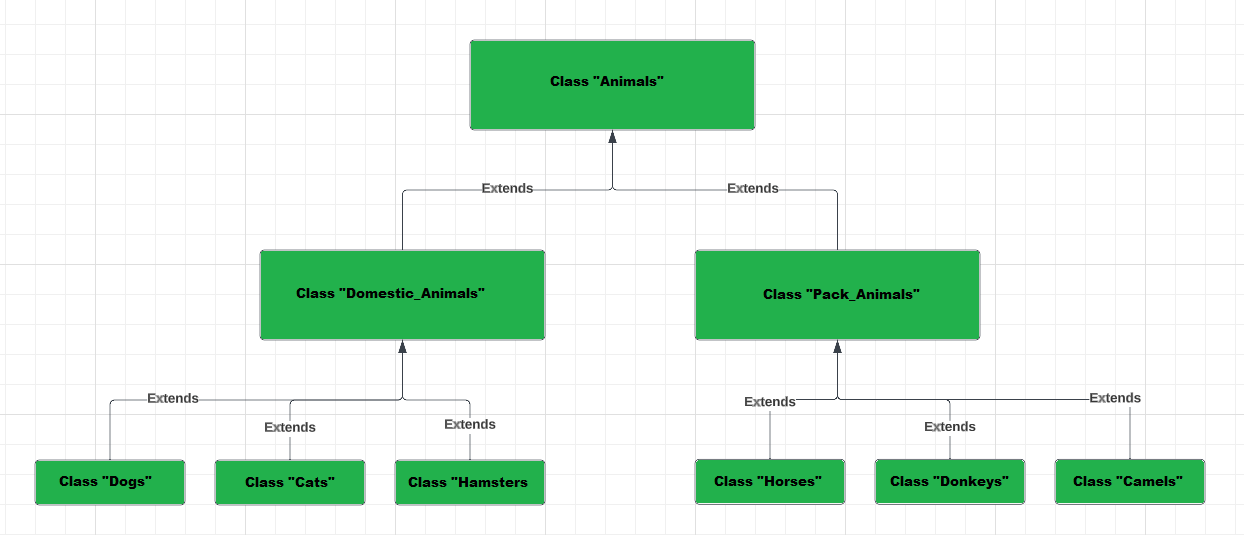 Class "Animals"
Extends
Extends
Class "Domestic_Animals"
Class "Pack_Animals"
Extends
Extends
Extends
Extends
Extends
Extends
Class "Dogs"
Class "Cats"
Class "Hamsters
Class "Horses"
Class "Donkeys"
Class "Camels"